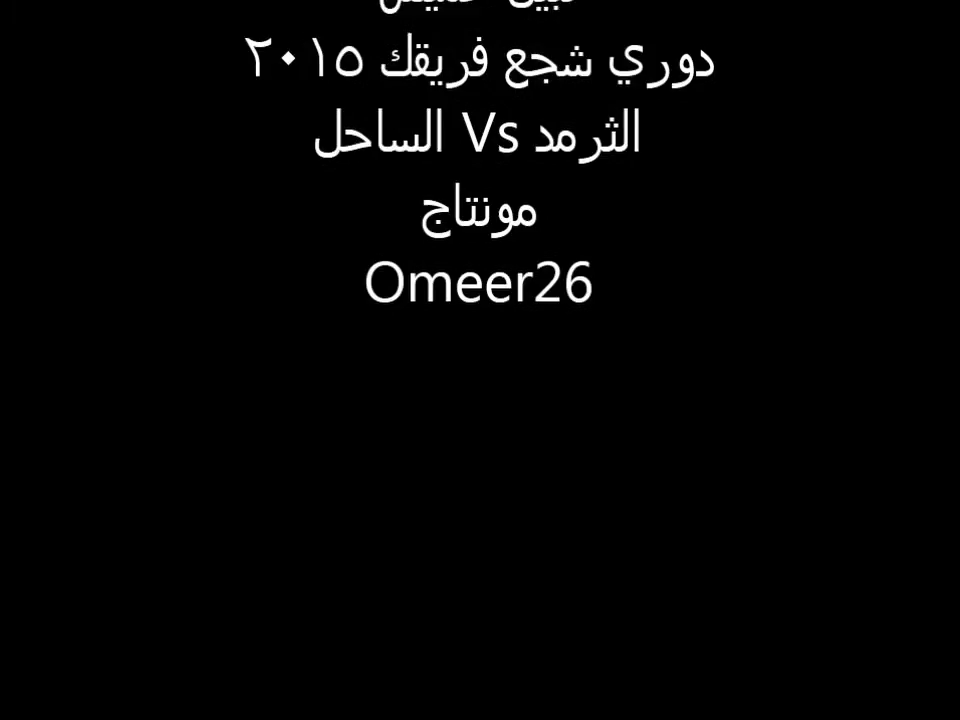 دوري شجع فريقك ٢٠١٥
الثرمد Vs الساحل
مونتاج
Omeer26